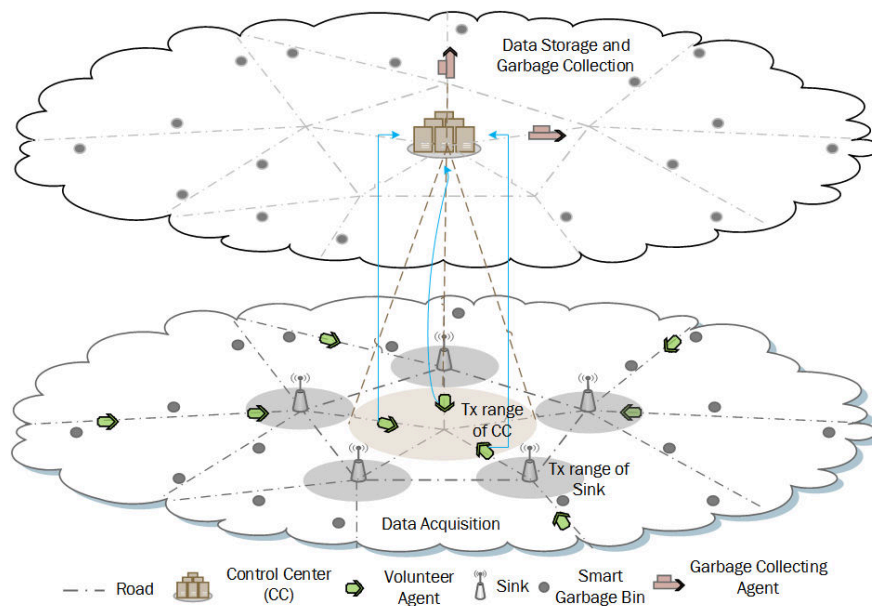 Data Storage and
Garbage Collection
Tx range
of CC
Tx range of
Sink
Data Acquisition
Road
Control Center
(CC)
Volunteer
Agent
Sink
Smart
Garbage Bin
Garbage Collecting
Agent